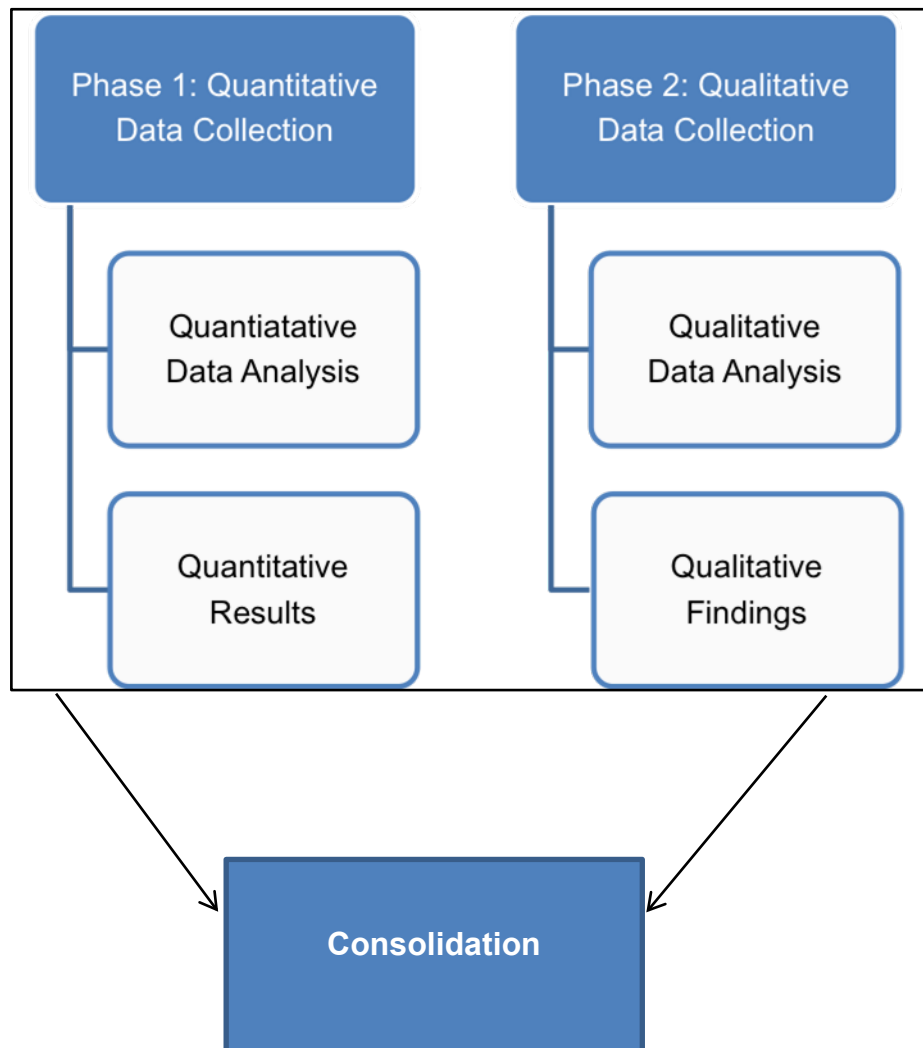 Phase 1: Quantitative
Data Collection
Quantiatative
Data Analysis
Quantitative
Results
Phase 2: Qualitative
Data Collection
Qualitative
Data Analysis
Qualitative
Findings
Consolidation